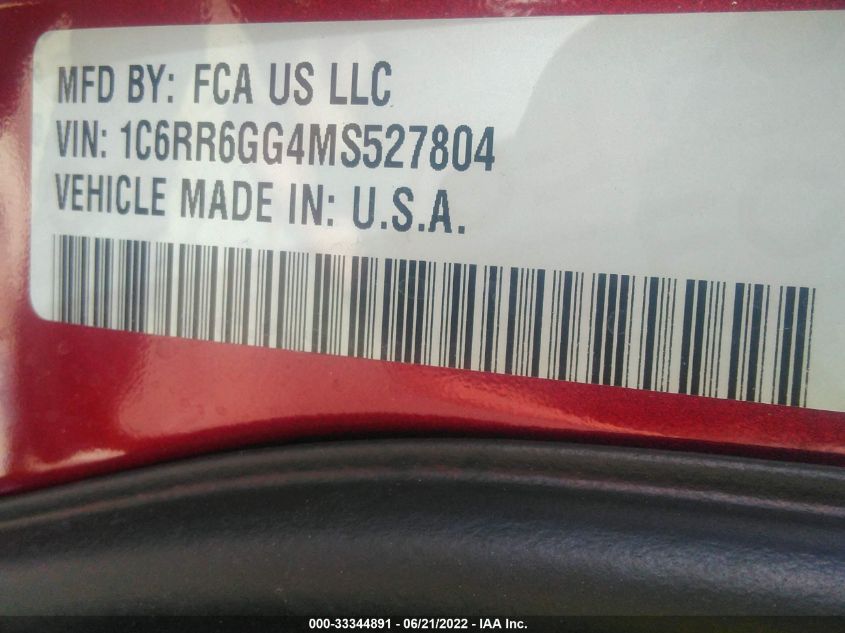 MFD BY: FCA US LLC
VIN: 1C6RR6GG4MS527804
VEHICLE MADE IN: U.S.A.
000-33344891 - 06/21/2022 - IAA Inc.